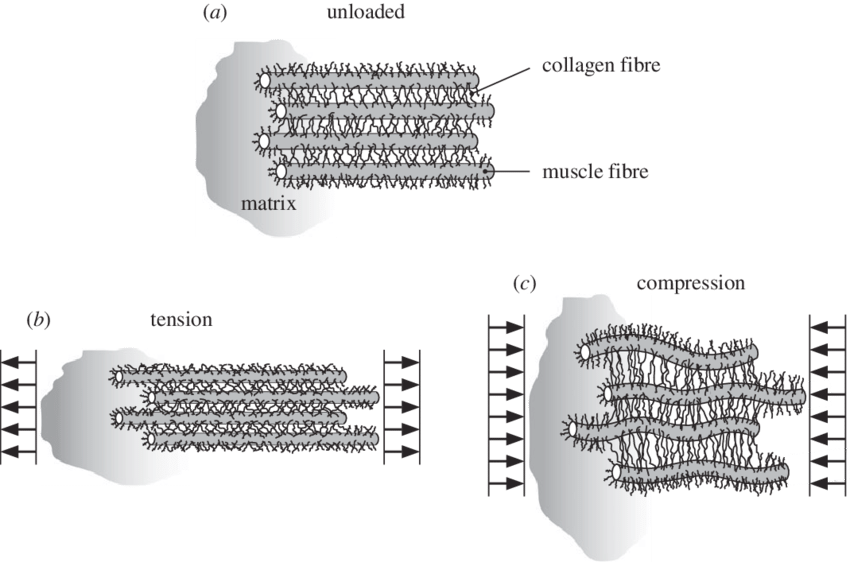 (a) unloaded
collagen fibre
muscle fibre
matrix
(b) tension
(c) compression